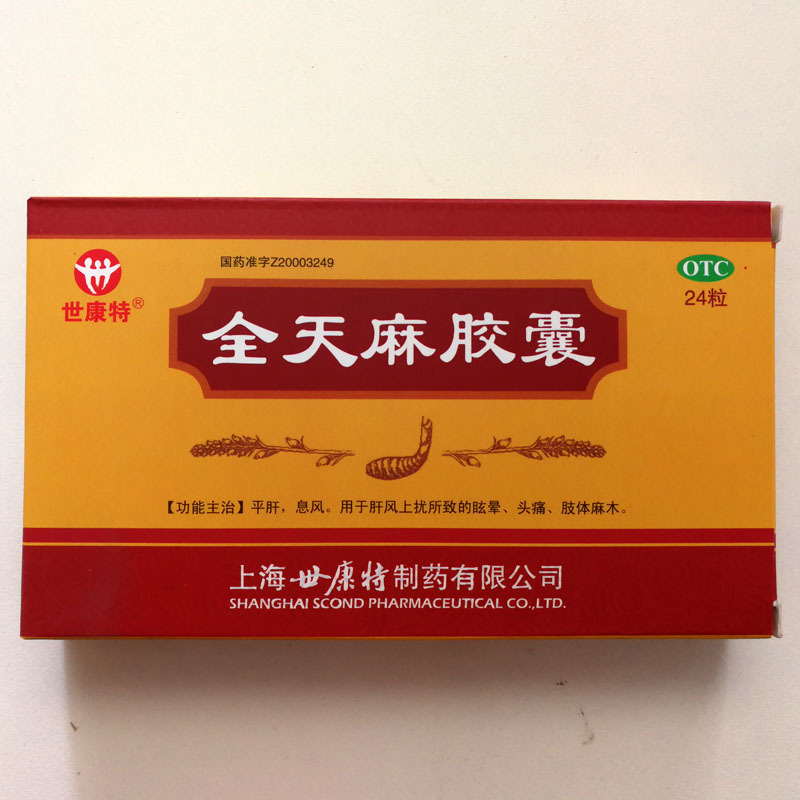 国药准字Z20003249
OTC
24粒
世康特®
全天麻胶囊
【功能主治】平肝，息风。用于肝风上扰所致的眩晕、头痛、肢体麻木。
上海世康特制药有限公司
SHANGHAI SCOND PHARMACEUTICAL CO.,LTD.